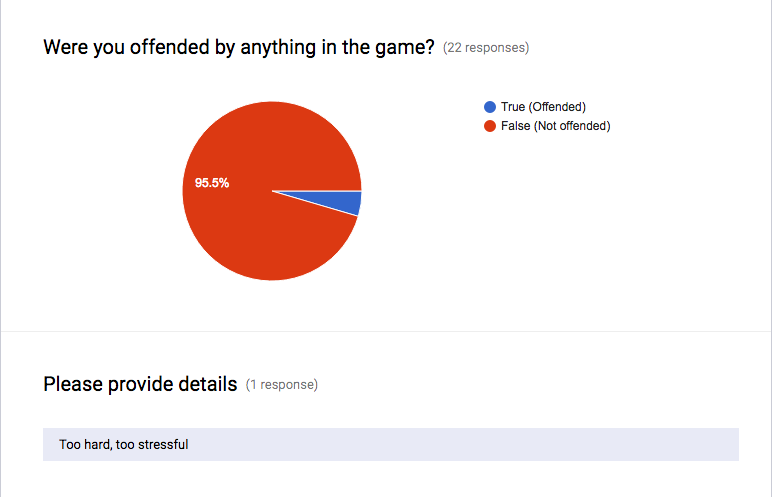 Were you offended by anything in the game? (22 responses)
True (Offended)
False (Not offended)
95.5%
Please provide details (1 response)
Too hard, too stressful